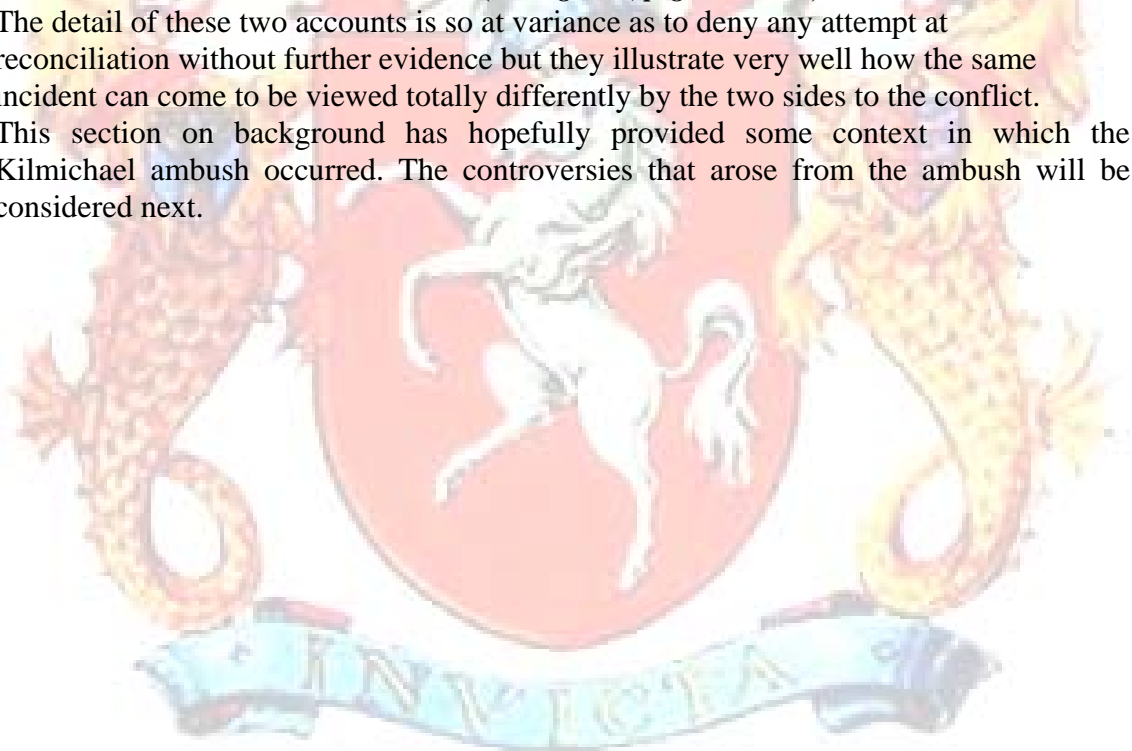 The detail of these two accounts is so at variance as to deny any attempt at
reconciliation without further evidence but they illustrate very well how the same
incident can come to be viewed totally differently by the two sides to the conflict.
This section on background has hopefully provided some context in which the
Kilmichael ambush occurred. The controversies that arose from the ambush will be
considered next.
INVICTA